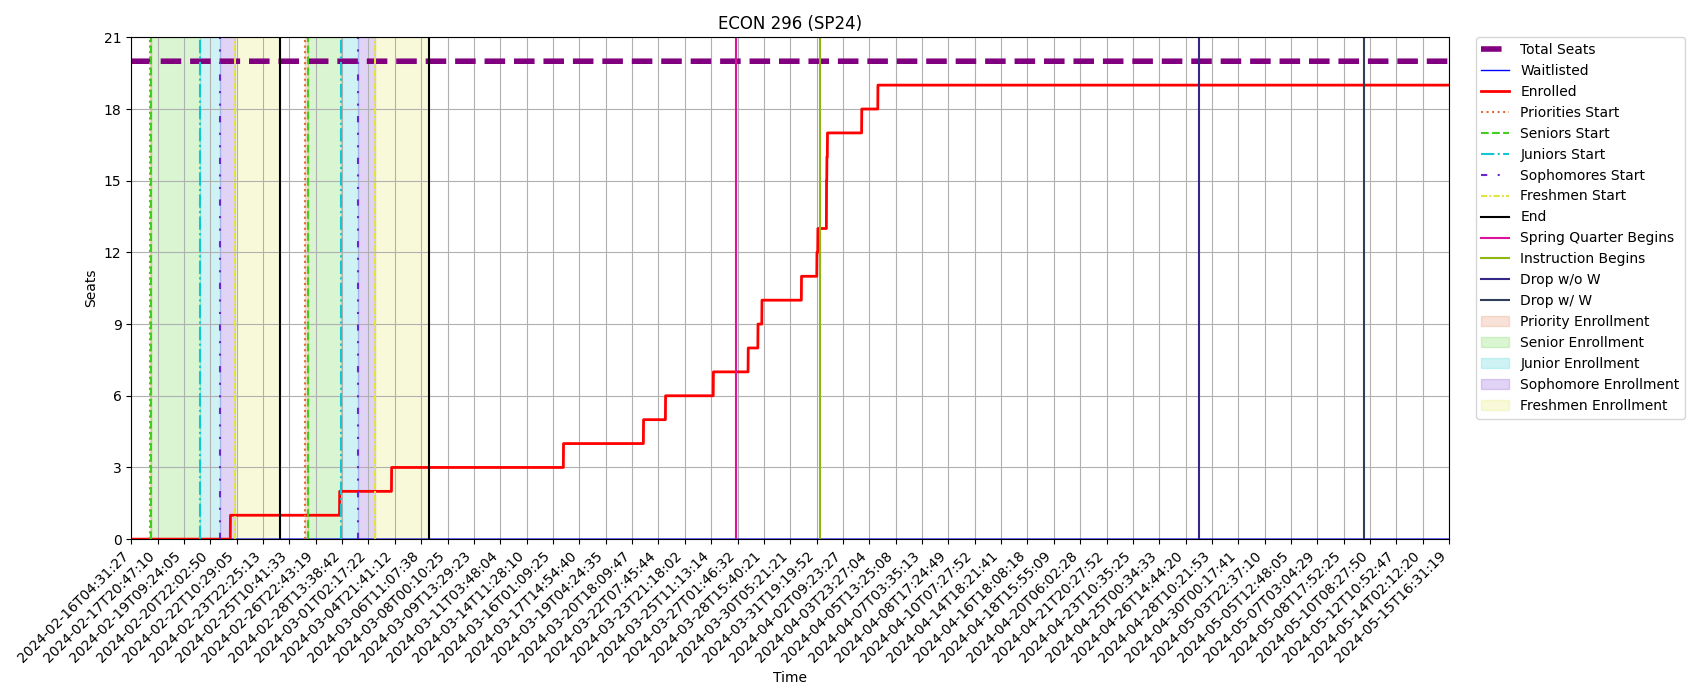 ECON 296 (SP24)
21
18
15
12
9
6
3
0
Seats
2024-02-16T04:31:27
2024-02-17T20:47:10
2024-02-19T09:24:05
2024-02-20T22:02:50
2024-02-22T10:29:05
2024-02-23T22:25:13
2024-02-25T10:41:33
2024-02-26T22:43:19
2024-02-28T13:38:42
2024-03-01T02:17:22
2024-03-04T21:41:12
2024-03-06T11:07:38
2024-03-08T00:10:25
2024-03-09T13:29:23
2024-03-11T03:48:04
2024-03-14T11:28:10
2024-03-16T01:09:25
2024-03-17T14:54:40
2024-03-19T04:24:35
2024-03-20T18:09:47
2024-03-22T07:45:44
2024-03-23T21:18:02
2024-03-25T11:13:14
2024-03-27T01:46:32
2024-03-28T15:40:21
2024-03-30T05:21:21
2024-03-31T19:19:52
2024-04-02T09:23:27
2024-04-03T23:27:04
2024-04-05T13:25:08
2024-04-07T03:35:13
2024-04-08T17:24:49
2024-04-10T07:27:52
2024-04-14T18:21:41
2024-04-16T18:08:18
2024-04-18T15:55:09
2024-04-20T06:02:28
2024-04-21T20:27:52
2024-04-23T10:35:25
2024-04-25T00:34:33
2024-04-26T14:44:20
2024-04-28T10:21:53
2024-04-30T00:17:41
2024-05-03T22:37:10
2024-05-05T12:48:05
2024-05-07T03:04:29
2024-05-08T17:52:25
2024-05-10T08:27:50
2024-05-12T10:52:47
2024-05-14T02:12:20
2024-05-15T16:31:19
Time
Total Seats
Waitlisted
Enrolled
Priorities Start
Seniors Start
Juniors Start
Sophomores Start
Freshmen Start
End
Spring Quarter Begins
Instruction Begins
Drop w/o W
Drop w/ W
Priority Enrollment
Senior Enrollment
Junior Enrollment
Sophomore Enrollment
Freshmen Enrollment